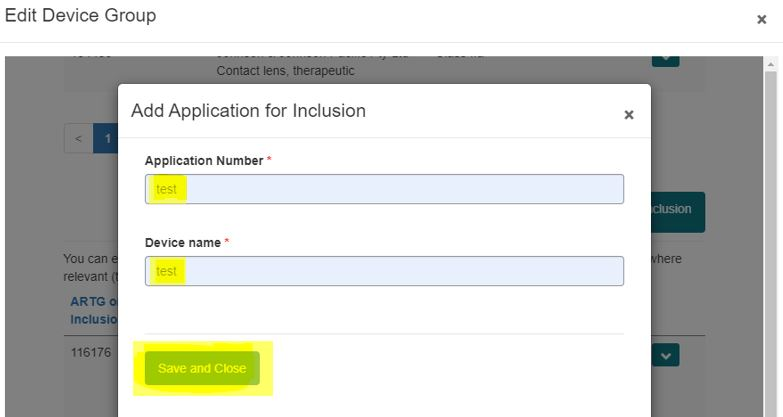 Edit Device Group
×
Contact lens, therapeutic
Add Application for Inclusion
×
< 1
Application Number *
test
clusion
Device name *
You can e
where
relevant (t
test
ARTG o
Inclusio
116176
Save and Close